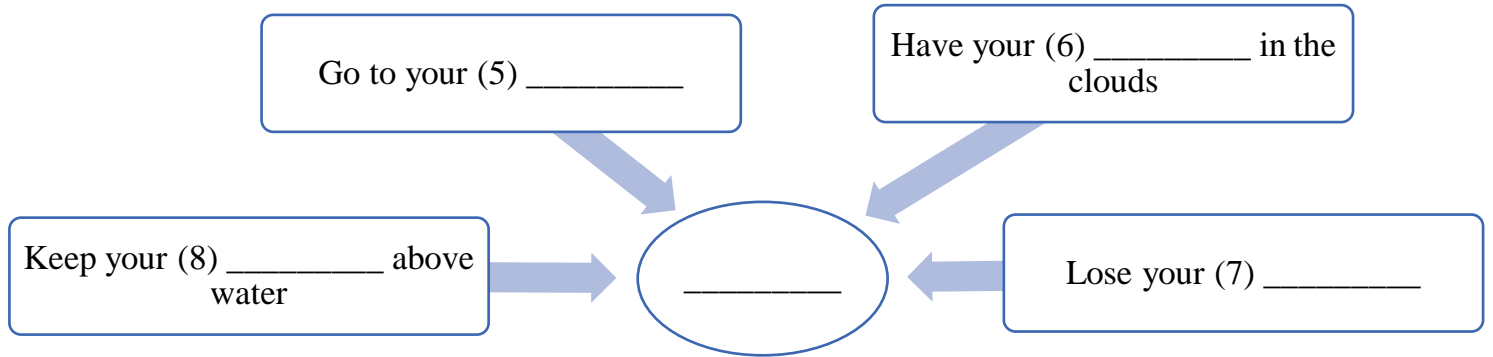 Go to your (5) _________
Have your (6) _________ in the
clouds
Keep your (8) _________ above
water
_________
Lose your (7) _________